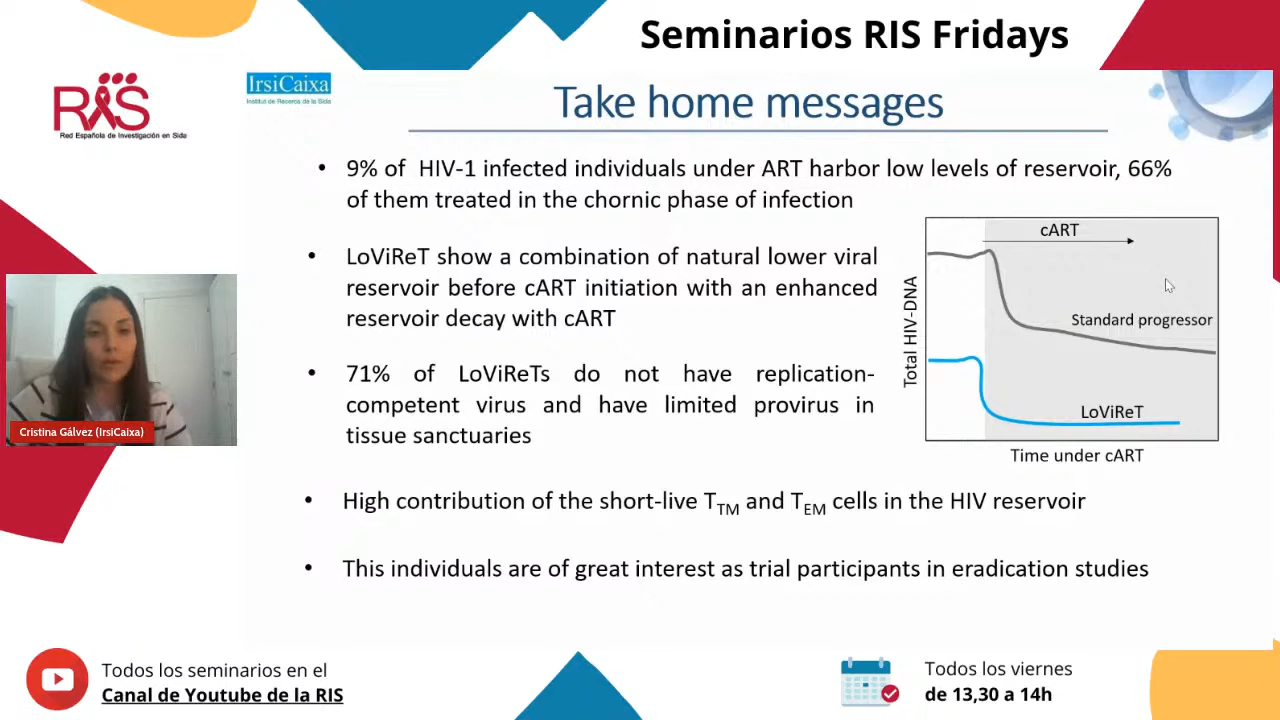 Seminarios RIS Fridays
RIS
Red Española de Investigación en Sida
IrsiCaixa
Institut de Recerca de la Sida
Take home messages
• 9% of HIV-1 infected individuals under ART harbor low levels of reservoir, 66%
of them treated in the chornic phase of infection
• LoViReT show a combination of natural lower viral
reservoir before cART initiation with an enhanced
reservoir decay with cART
• 71% of LoViReTs do not have replication-
competent virus and have limited provirus in
tissue sanctuaries
cART
Total HIV-DNA
Standard progressor
LoViReT
Time under cART
• High contribution of the short-live TTM and TEM cells in the HIV reservoir
• This individuals are of great interest as trial participants in eradication studies
Cristina Gálvez (IrsiCaixa)
Todos los seminarios en el
Canal de Youtube de la RIS
Todos los viernes
de 13,30 a 14h